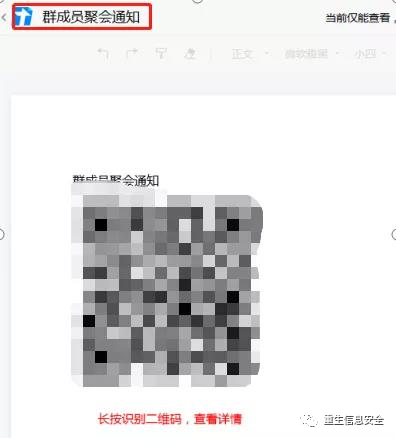 群成员聚会通知
当前仅能查看，
正文
微软雅黑
小四
群成员聚会通知
长按识别二维码，查看详情
重生信息安全